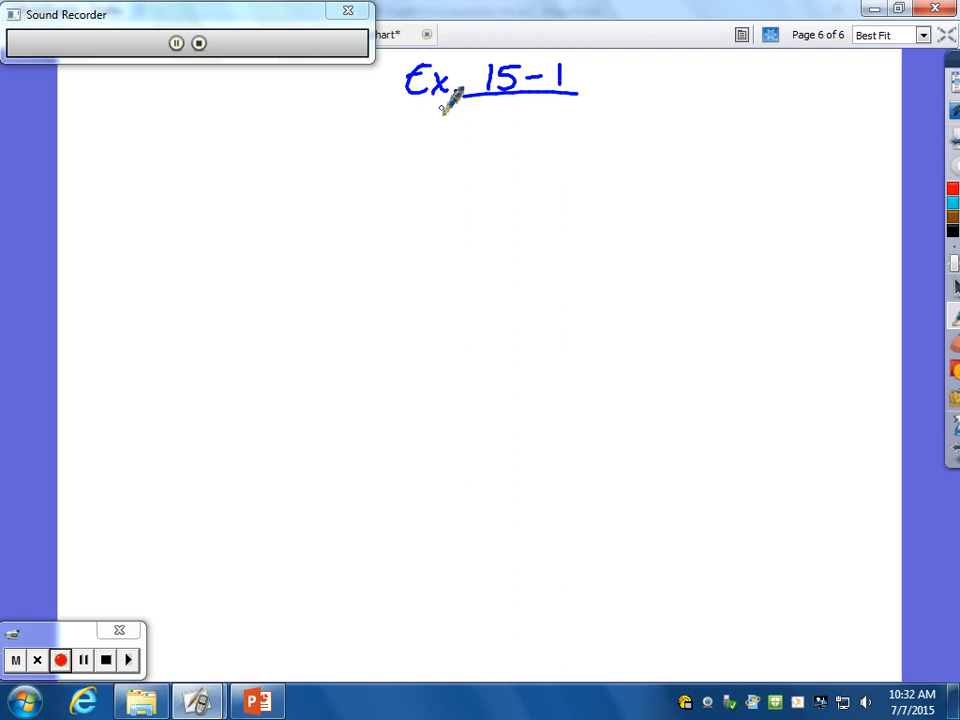 Sound Recorder
hart*
Page 6 of 6
Best Fit
Ex. 15-1
M
10:32 AM
7/7/2015